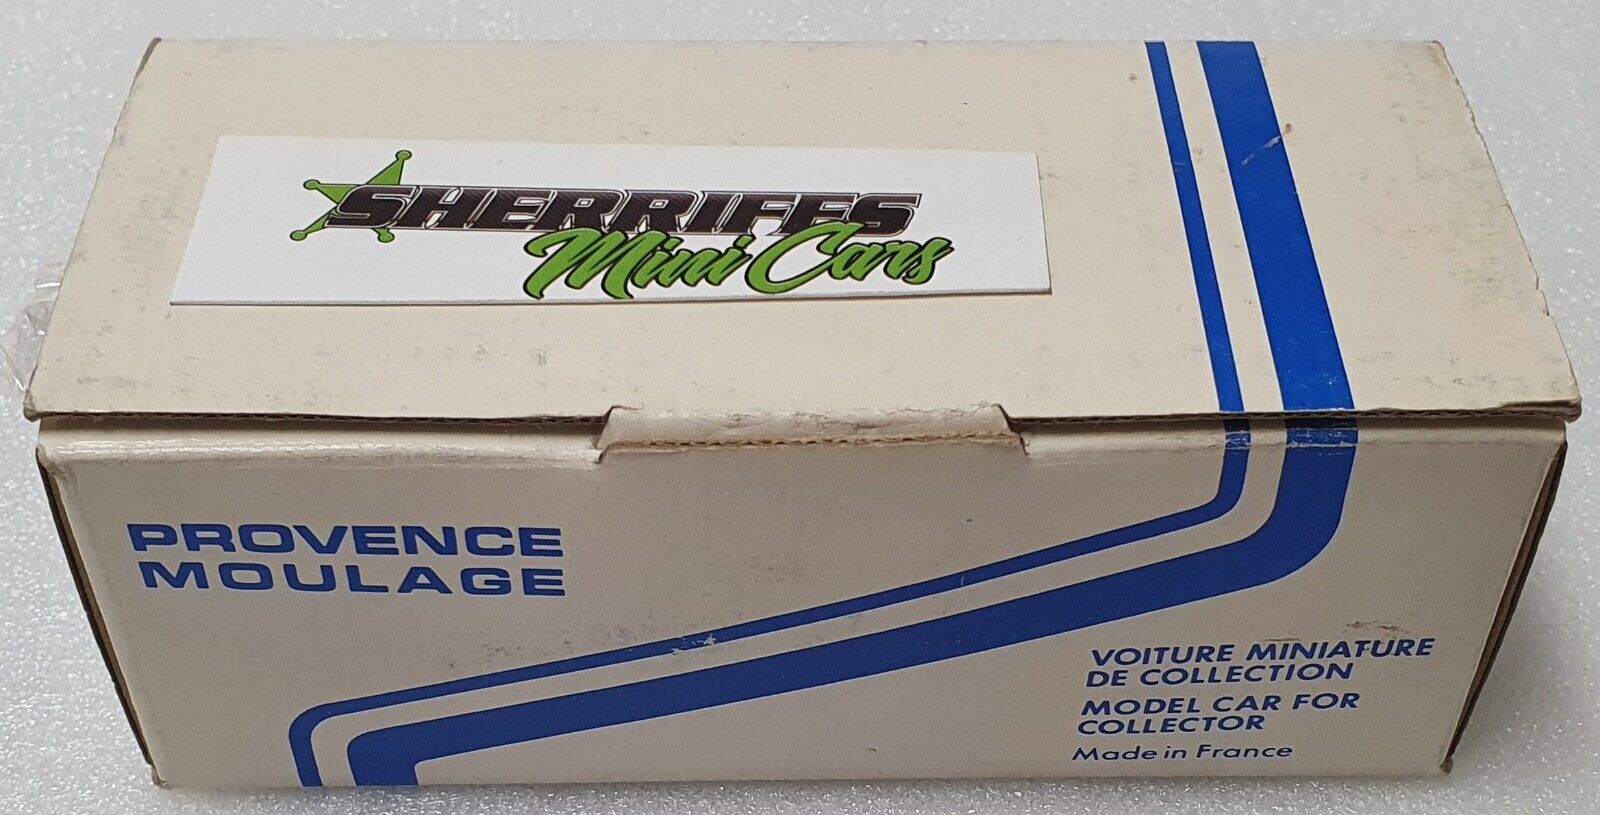 SHERRIFFS
Mini Cars
PROVENCE
MOULAGE
VOITURE MINIATURE
DE COLLECTION
MODEL CAR FOR
COLLECTOR
Made in France